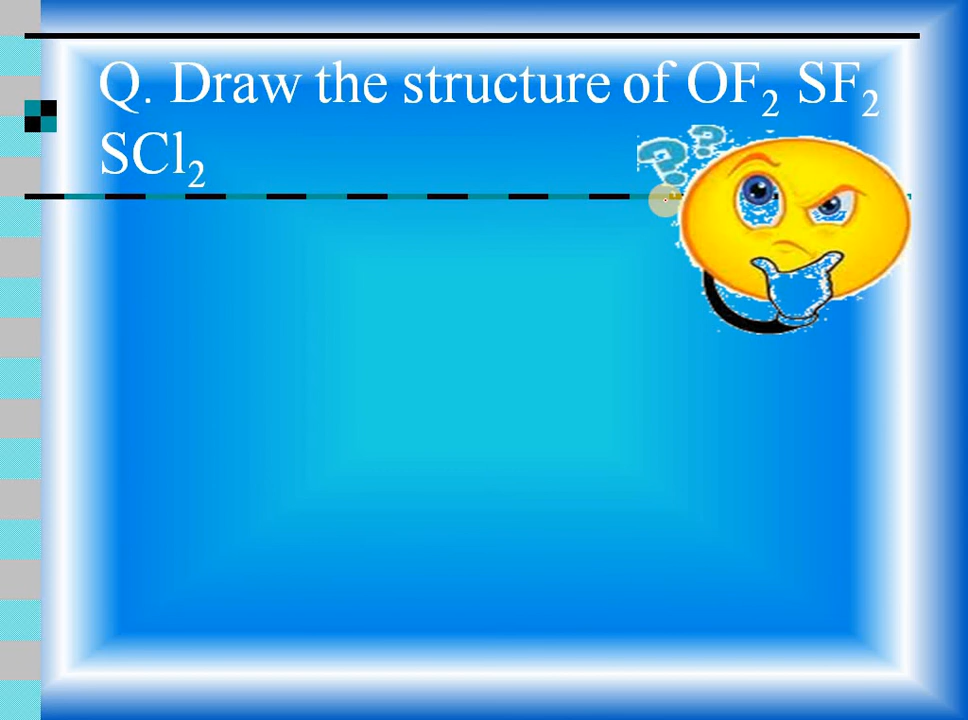 Q. Draw the structure of OF₂ SF₂
SCl₂
??